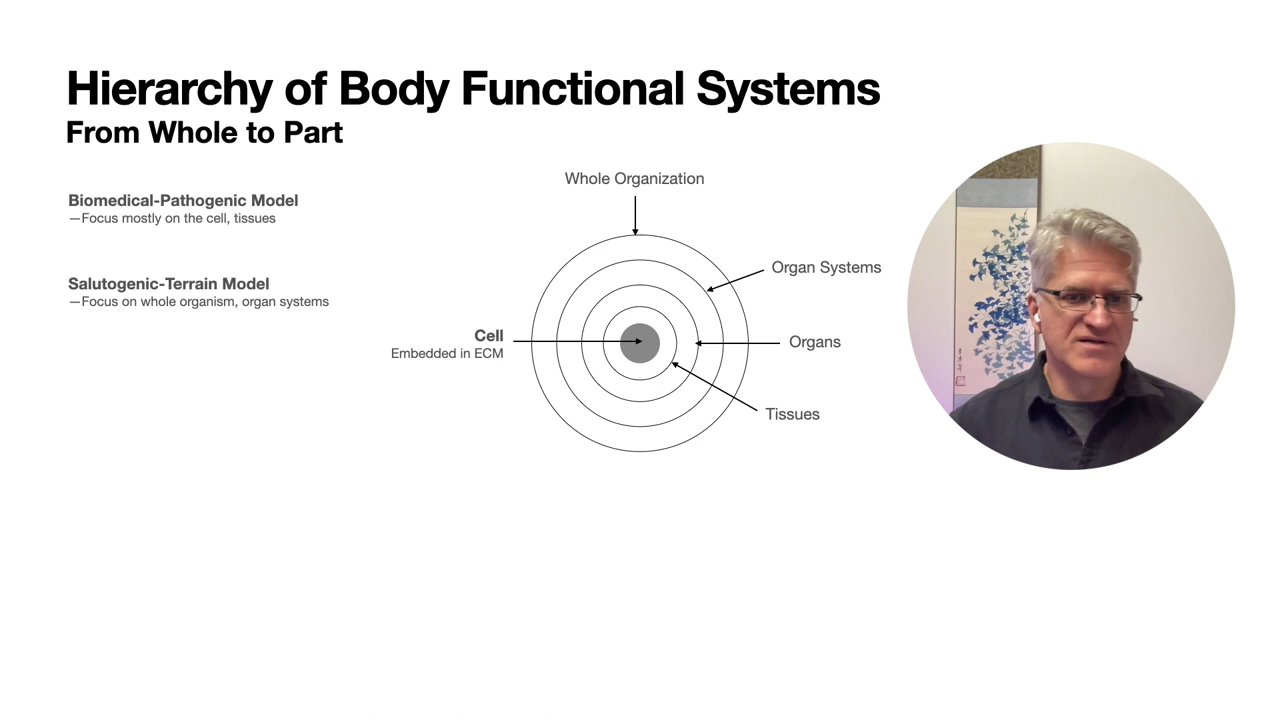 Hierarchy of Body Functional Systems
From Whole to Part
Biomedical-Pathogenic Model
—Focus mostly on the cell, tissues
Salutogenic-Terrain Model
—Focus on whole organism, organ systems
Whole Organization
Organ Systems
Cell
Embedded in ECM
Organs
Tissues